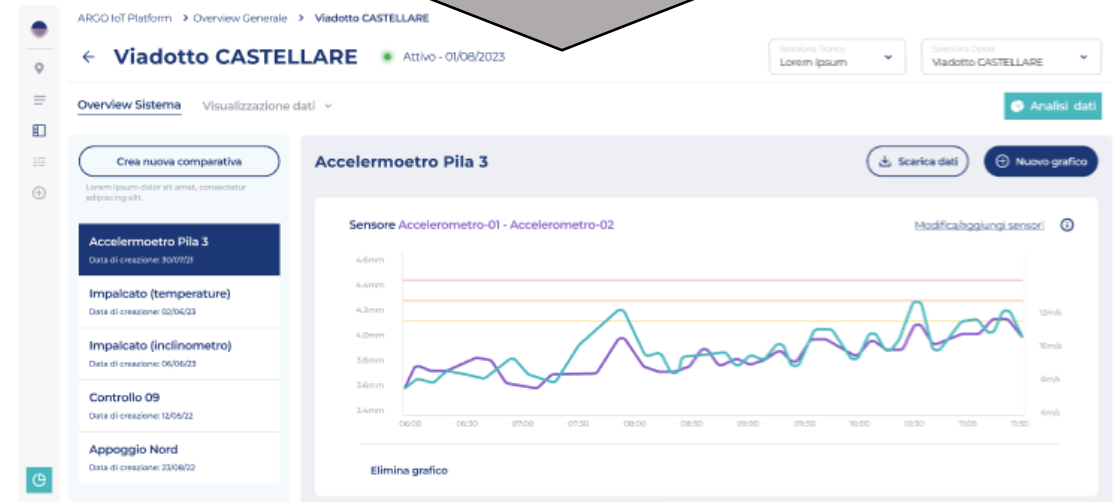 ARGO IoT Platform > Overview Generale > Viadotto CASTELLARE
← Viadotto CASTELLARE Attivo - 01/08/2023
Seleziona Tronco
Lorem ipsum
Seleziona Opera
Viadotto CASTELLARE
Overview Sistema Visualizzazione dati
Analisi dati
Crea nuova comparativa
Lorem ipsum dolor sit amet, consectetur
adipiscing elit.
Accelermoetro Pila 3
Data di creazione: 30/07/21
Impalcato (temperature)
Data di creazione: 02/06/23
Impalcato (inclinometro)
Data di creazione: 06/06/23
Controllo 09
Data di creazione: 12/08/22
Appoggio Nord
Data di creazione: 23/08/22
Accelermoetro Pila 3
Scarica dati
Nuovo grafico
Sensore Accelerometro-01 - Accelerometro-02
Modifica/aggiungi sensori
4.6mm
4.4mm
4.2mm
4.0mm
3.8mm
3.6mm
3.4mm
12m/s
10m/s
6m/s
6m/s
06:00 06:30 07:00 07:30 08:00 08:30 09:00 09:30 10:00 10:30 11:00 11:30
Elimina grafico